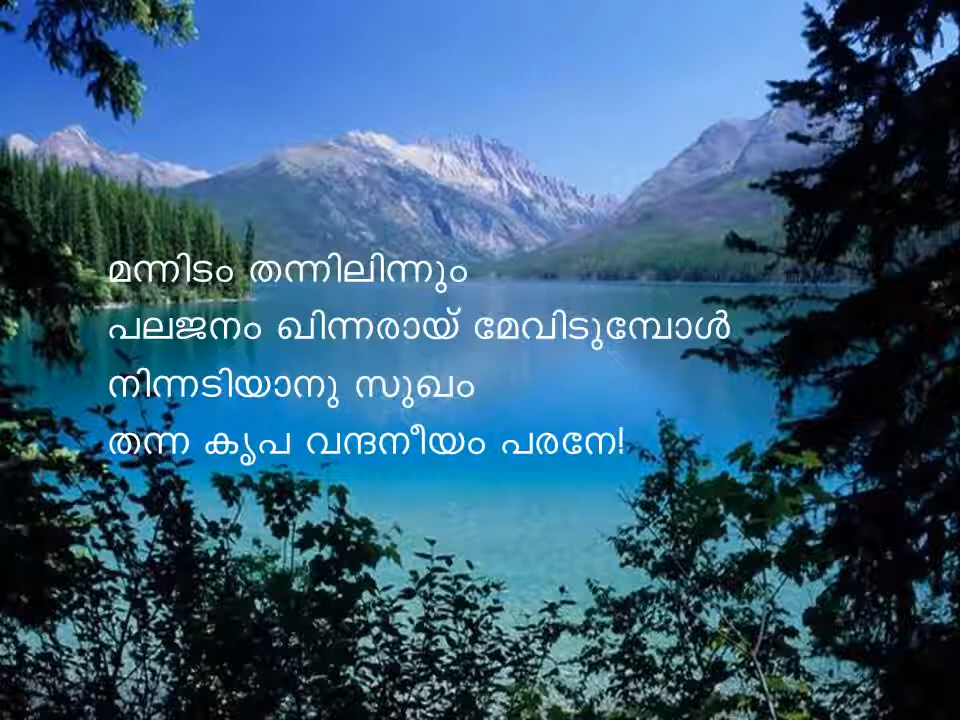 മന്നിടം തന്നിലിന്നും
പലജനം ഖിന്നരായ് മേവിടുമ്പോൾ
നിന്നടിയാനു സുഖം
തന്ന കൃപ വന്ദനീയം പരനേ!